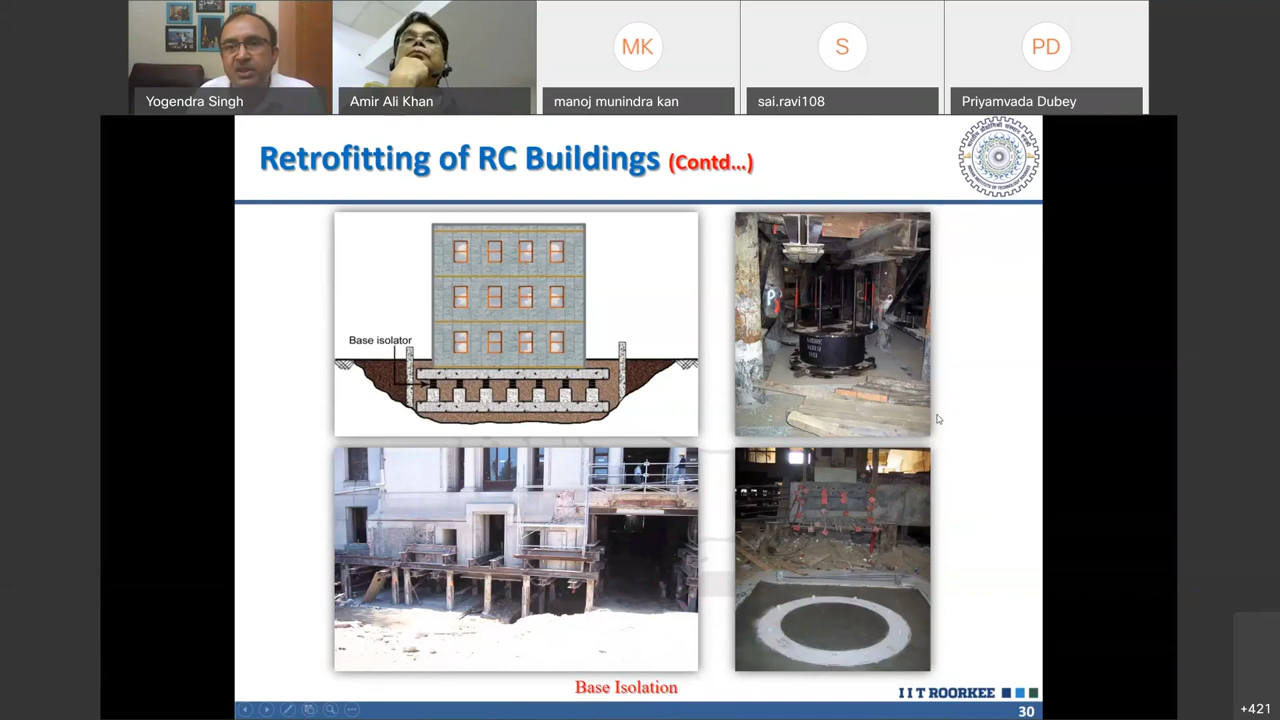 MK
S
PD
Yogendra Singh
Amir Ali Khan
manoj munindra kan
sai.ravi108
Priyamvada Dubey
Retrofitting of RC Buildings (Contd...)
Base isolator
Base Isolation
I I T ROORKEE
30
+421